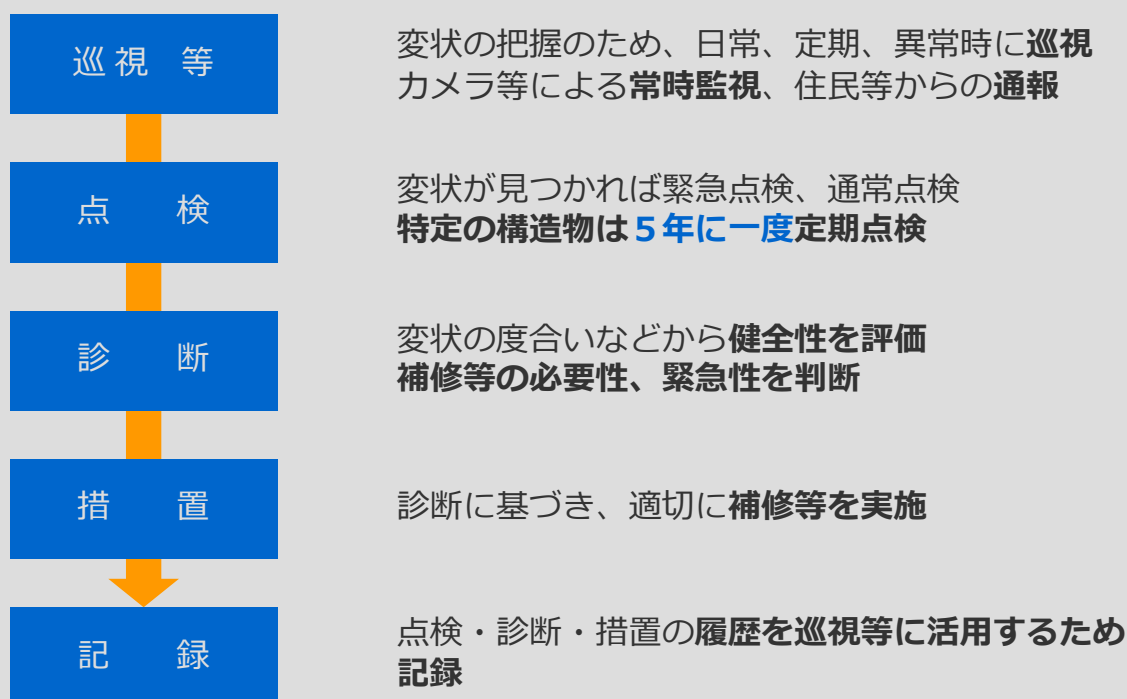 巡視 等
変状の把握のため、日常、定期、異常時に巡視
カメラ等による常時監視、住民等からの通報
点 検
変状が見つかれば緊急点検、通常点検
特定の構造物は５年に一度定期点検
診 断
変状の度合いなどから健全性を評価
補修等の必要性、緊急性を判断
措 置
診断に基づき、適切に補修等を実施
記 録
点検・診断・措置の履歴を巡視等に活用するため
記録